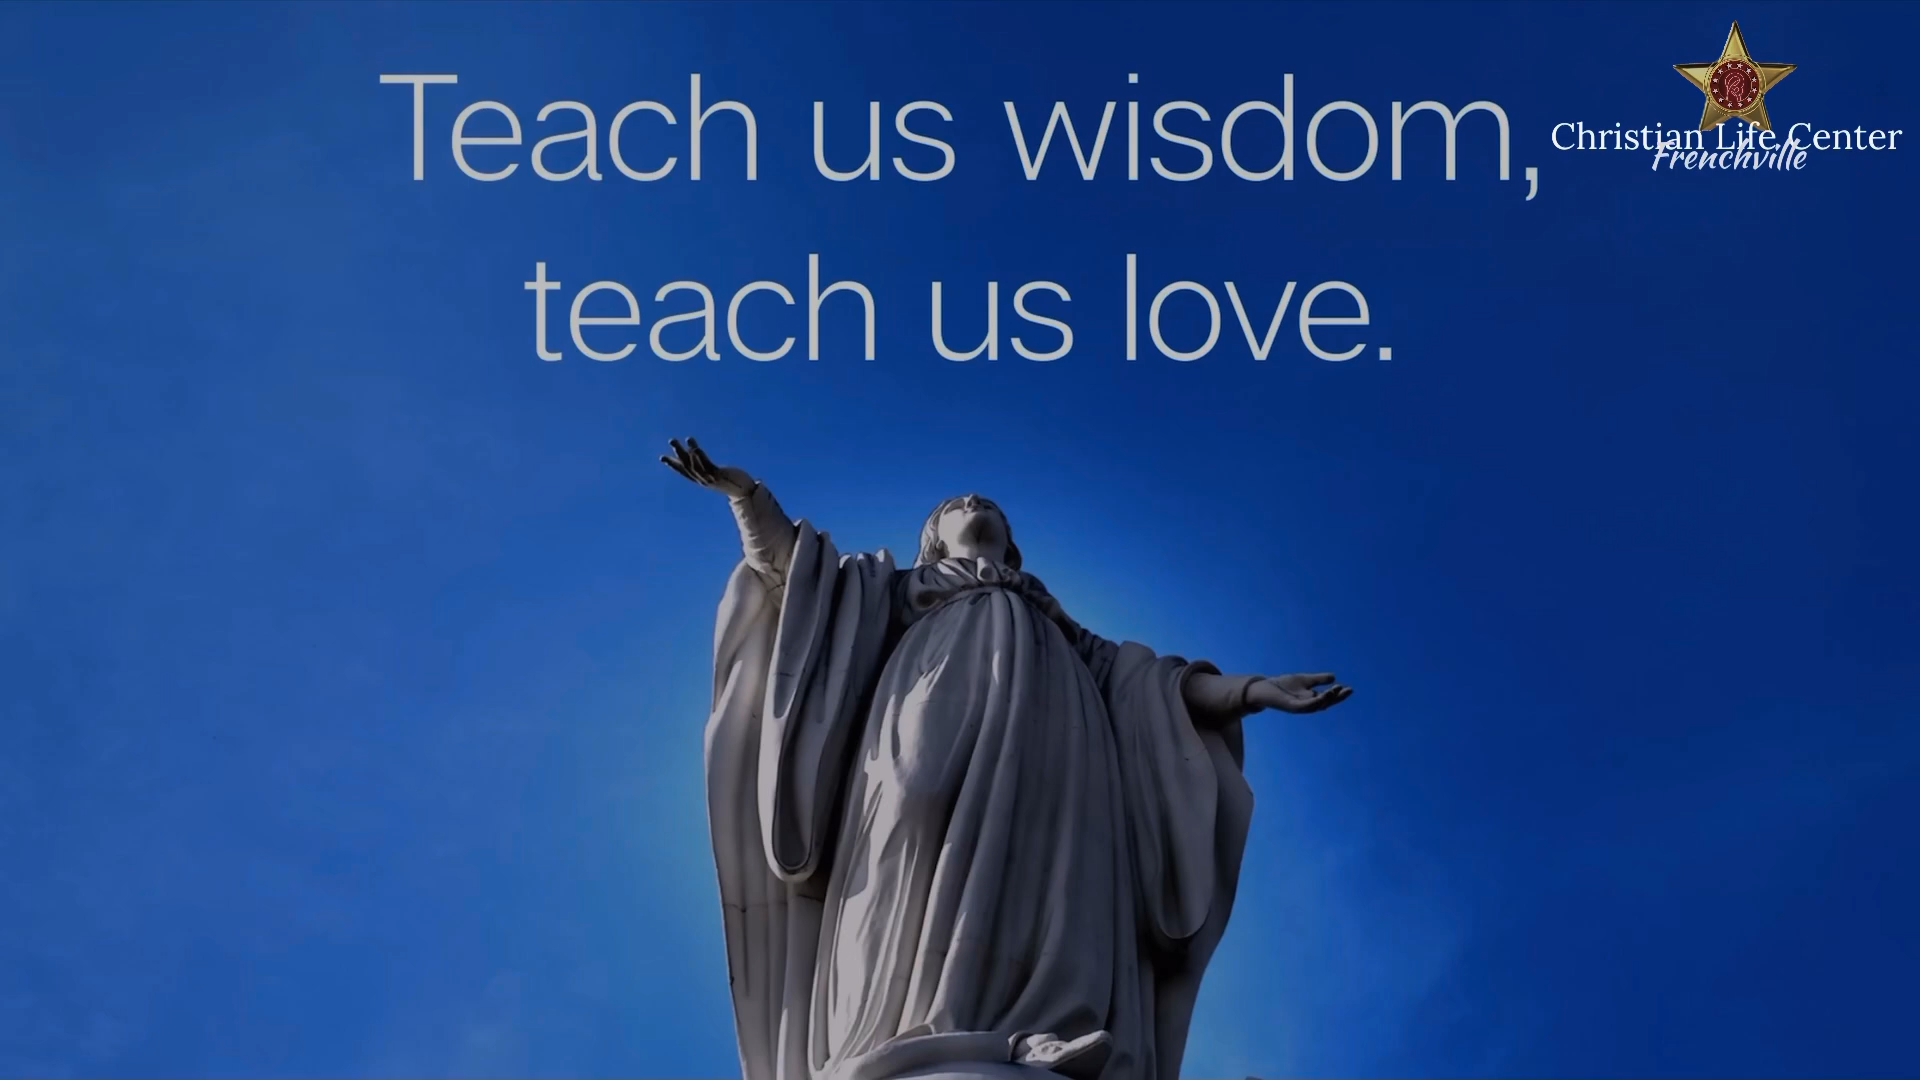 Teach us wisdom,
teach us love.
Christian Life Center
Frenchville